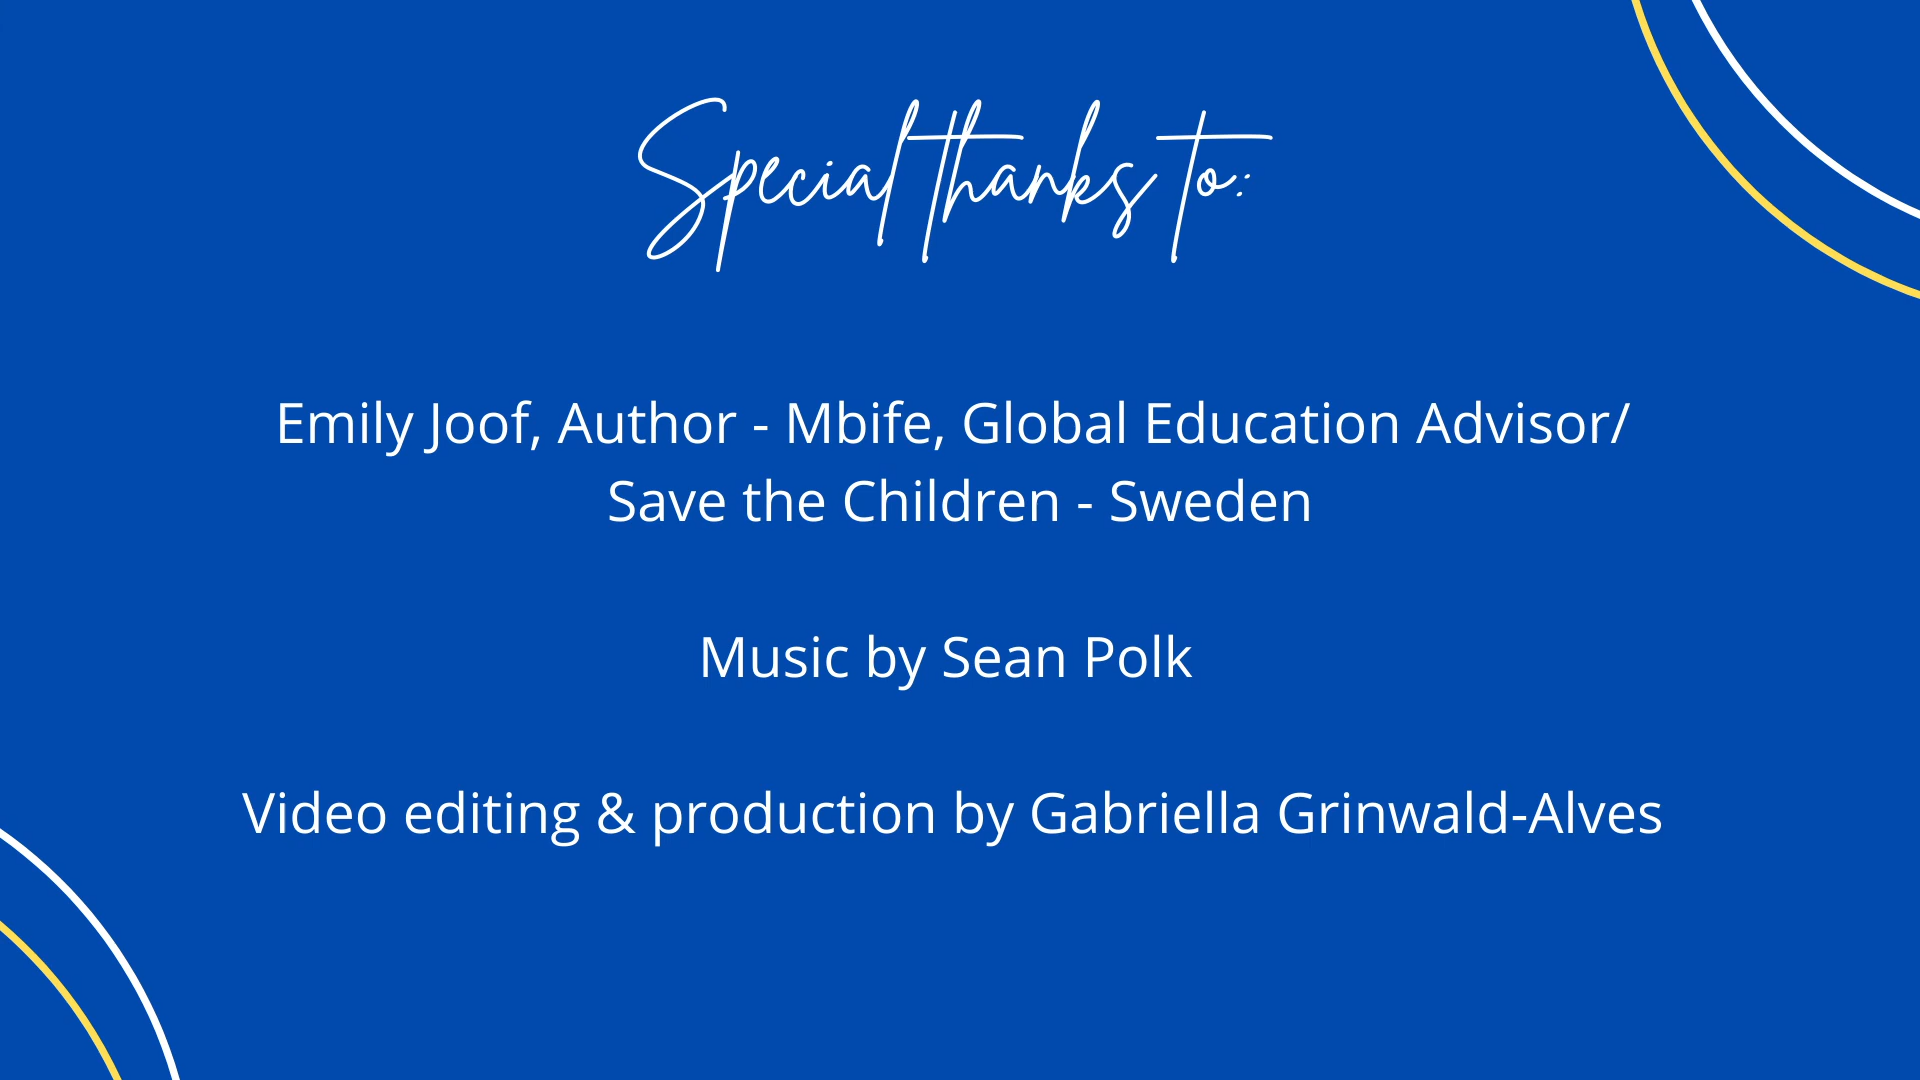 Special thanks to:
Emily Joof, Author - Mbife, Global Education Advisor/
Save the Children - Sweden
Music by Sean Polk
Video editing & production by Gabriella Grinwald-Alves